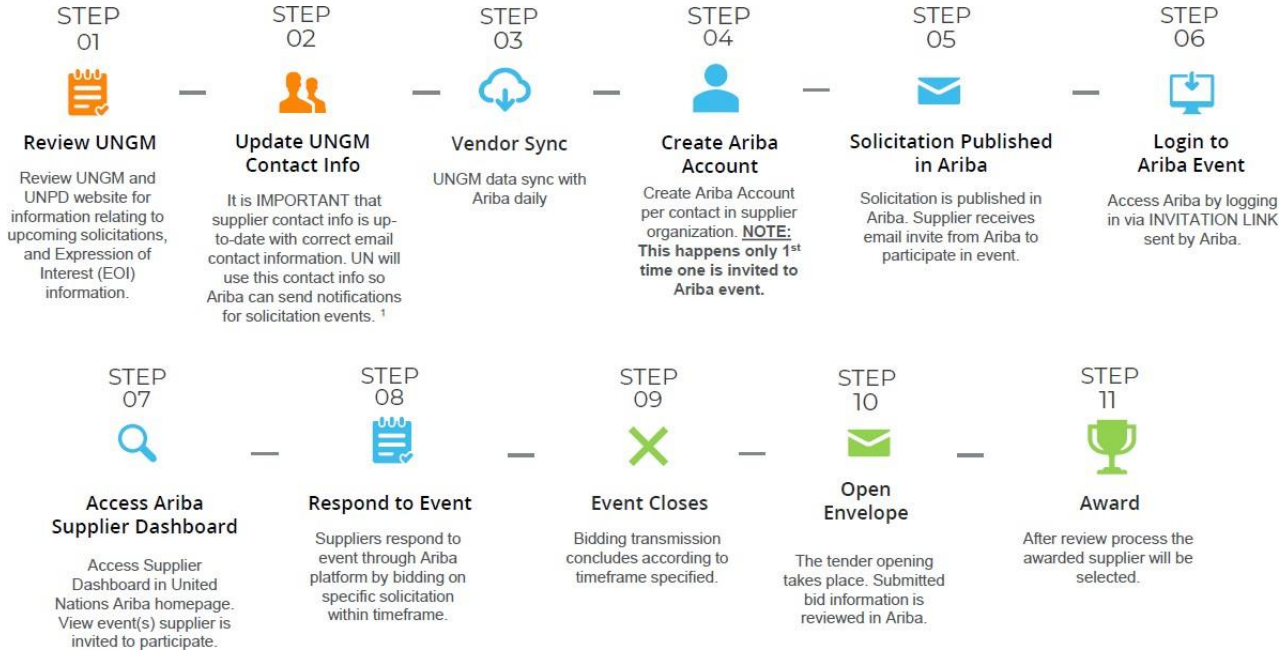 STEP
01
Review UNGM
Review UNGM and
UNPD website for
information relating to
upcoming solicitations,
and Expression of
Interest (EOI)
information.
STEP
02
Update UNGM
Contact Info
It is IMPORTANT that
supplier contact info is up-
to-date with correct email
contact information. UN will
use this contact info so
Ariba can send notifications
for solicitation events. 1
STEP
03
Vendor Sync
UNGM data sync with
Ariba daily
STEP
04
Create Ariba
Account
Create Ariba Account
per contact in supplier
organization. NOTE:
This happens only 1st
time one is invited to
Ariba event.
STEP
05
Solicitation Published
in Ariba
Solicitation is published in
Ariba. Supplier receives
email invite from Ariba to
participate in event.
STEP
06
Login to
Ariba Event
Access Ariba by logging
in via INVITATION LINK
sent by Ariba.
STEP
07
Access Ariba
Supplier Dashboard
Access Supplier
Dashboard in United
Nations Ariba homepage.
View event(s) supplier is
invited to participate.
STEP
08
Respond to Event
Suppliers respond to
event through Ariba
platform by bidding on
specific solicitation
within timeframe.
STEP
09
Event Closes
Bidding transmission
concludes according to
timeframe specified.
STEP
10
Open
Envelope
The tender opening
takes place. Submitted
bid information is
reviewed in Ariba.
STEP
11
Award
After review process the
awarded supplier will be
selected.